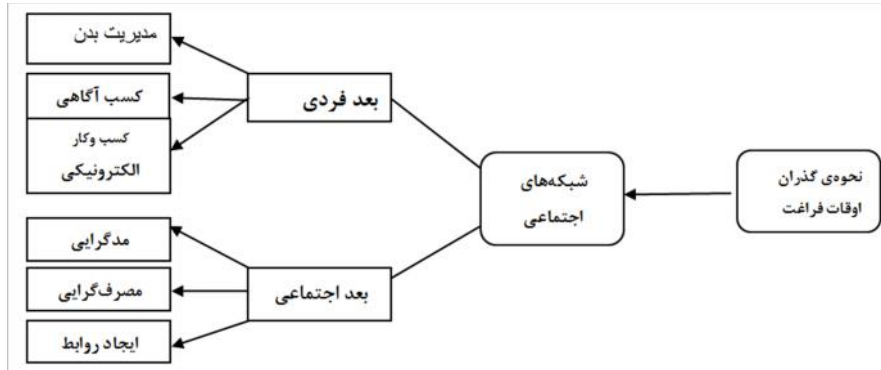 نحوه‌ی گذران
اوقات فراغت
شبکه‌های
اجتماعی
بعد فردی
مدیریت بدن
کسب آگاهی
کسب وکار
الکترونیکی
بعد اجتماعی
مدگرایی
مصرف‌گرایی
ایجاد روابط